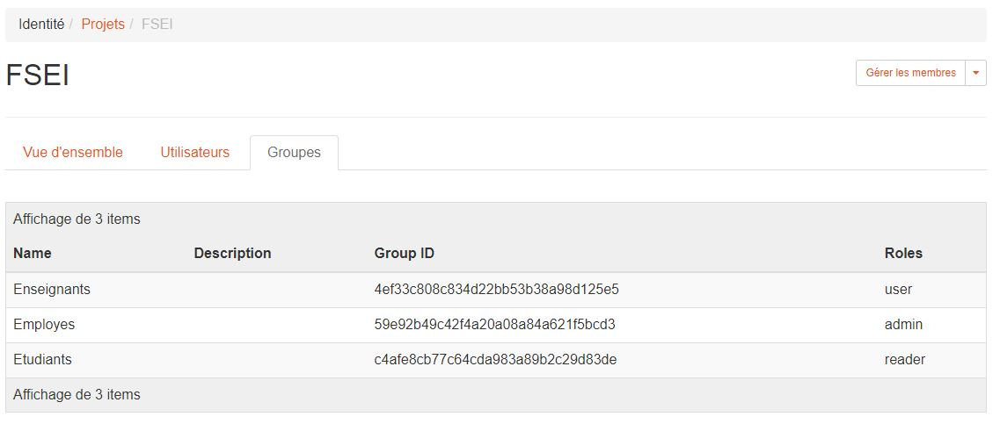 Identité / Projets / FSEI
FSEI
Gérer les membres
Vue d'ensemble Utilisateurs Groupes
Affichage de 3 items
Name Description Group ID Roles
Enseignants 4ef33c808c834d22bb53b38a98d125e5 user
Employes 59e92b49c42f4a20a08a84a621f5bcd3 admin
Etudiants c4afe8cb77c64cda983a89b2c29d83de reader
Affichage de 3 items